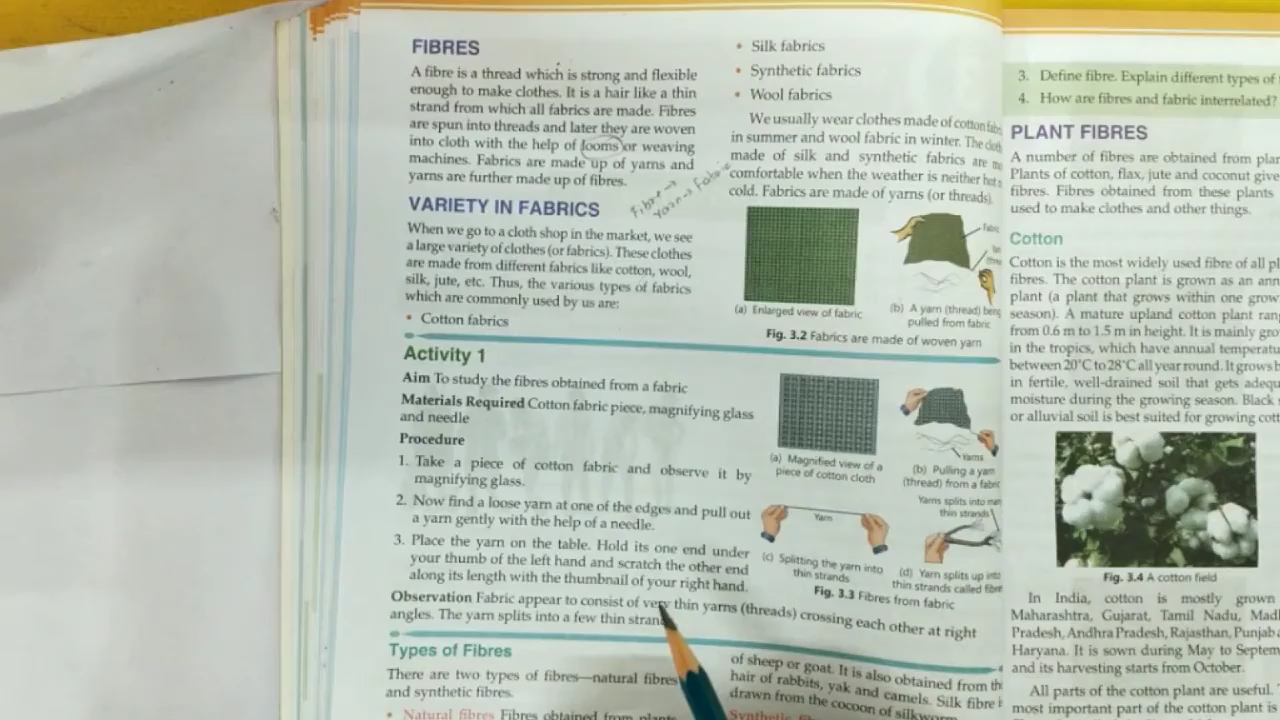 FIBRES
A fibre is a thread which is strong and flexible
enough to make clothes. It is a hair like a thin
strand from which all fabrics are made. Fibres
are spun into threads and later they are woven
into cloth with the help of looms or weaving
machines. Fabrics are made up of yarns and
yarns are further made up of fibres.
Fibre →
Yarn →
VARIETY IN FABRICS
When we go to a cloth shop in the market, we see
a large variety of clothes (or fabrics). These clothes
are made from different fabrics like cotton, wool,
silk, jute, etc. Thus, the various types of fabrics
which are commonly used by us are:
• Cotton fabrics
• Silk fabrics
• Synthetic fabrics
• Wool fabrics
We usually wear clothes made of cotton
in summer and wool fabric in winter. The
made of silk and synthetic fabrics are
comfortable when the weather is neither
cold. Fabrics are made of yarns (or threads).
Fabric
(a) Enlarged view of fabric
(b) A yarn (thread) being
pulled from fabric
Fig. 3.2 Fabrics are made of woven yarn
Activity 1
Aim To study the fibres obtained from a fabric
Materials Required Cotton fabric piece, magnifying glass
and needle
Procedure
1. Take a piece of cotton fabric and observe it by
magnifying glass.
2. Now find a loose yarn at one of the edges and pull out
a yarn gently with the help of a needle.
3. Place the yarn on the table. Hold its one end under
your thumb of the left hand and scratch the other end
along its length with the thumbnail of your right hand.
(a) Magnified view of a
piece of cotton cloth
Yarns
(b) Pulling a yarn
(thread) from a fabric
Yarn
(c) Splitting the yarn into
thin strands
Yarns splits into
thin strands
(d) Yarn splits up into
thin strands called
Fig. 3.3 Fibres from fabric
Observation Fabric appear to consist of very thin yarns (threads) crossing each other at right
angles. The yarn splits into a few thin
Types of Fibres
There are two types of fibres—natural fibres
and synthetic fibres.
• Natural fibres Fibres obtained from plants
of sheep or goat. It is also obtained from
hair of rabbits, yak and camels. Silk fibre
drawn from the cocoon of silkworm
Synthetic
3. Define fibre. Explain different types of
4. How are fibres and fabric interrelated?
PLANT FIBRES
A number of fibres are obtained from
Plants of cotton, flax, jute and coconut give
fibres. Fibres obtained from these plants
used to make clothes and other things.
Cotton
Cotton is the most widely used fibre of all
fibres. The cotton plant is grown as an
plant (a plant that grows within one
season). A mature upland cotton plant
from 0.6 m to 1.5 m in height. It is mainly
in the tropics, which have annual
between 20°C to 28°C all year round. It grows
in fertile, well-drained soil that gets
moisture during the growing season. Black
or alluvial soil is best suited for growing
Fig. 3.4 A cotton field
In India, cotton is mostly grown
Maharashtra, Gujarat, Tamil Nadu,
Pradesh, Andhra Pradesh, Rajasthan, Punjab
Haryana. It is sown during May to
and its harvesting starts from October.
All parts of the cotton plant are useful.
most important part of the cotton plant is